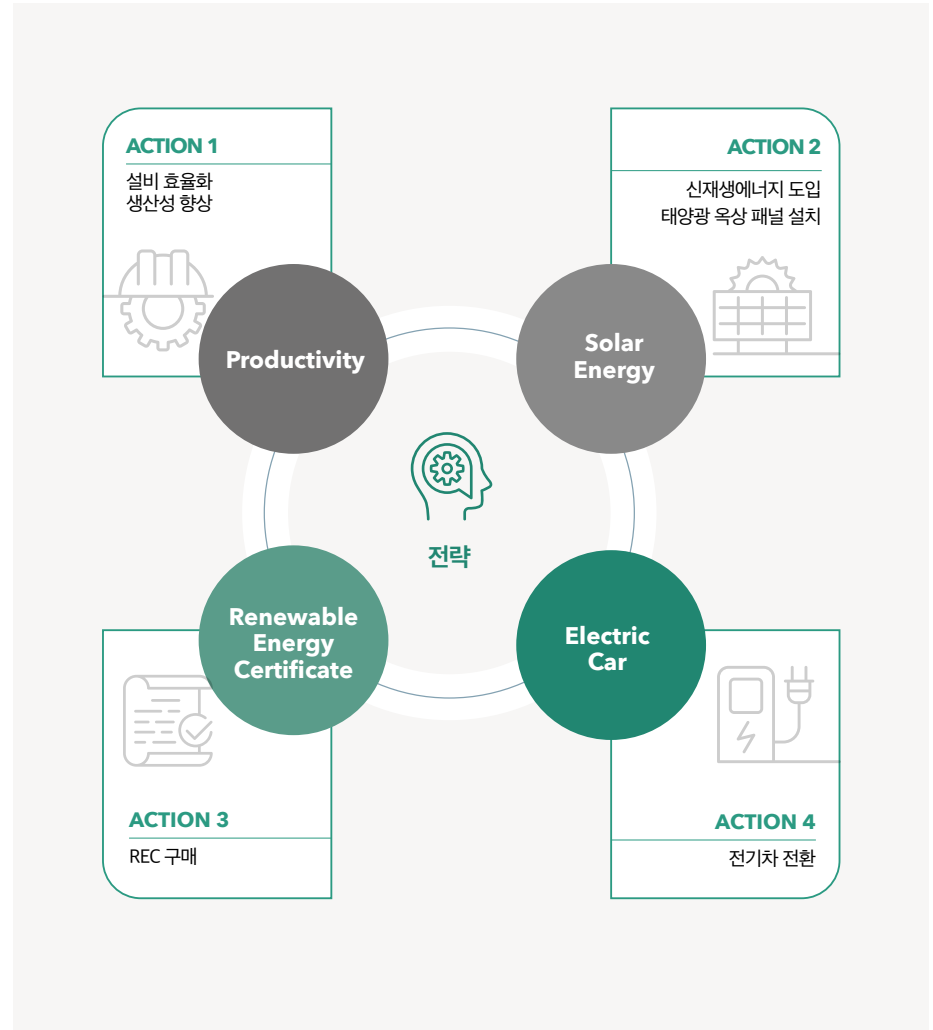 ACTION 1
설비 효율화
생산성 향상
Productivity
ACTION 2
신재생에너지 도입
태양광 옥상 패널 설치
Solar
Energy
전략
Renewable
Energy
Certificate
ACTION 3
REC 구매
Electric
Car
ACTION 4
전기차 전환